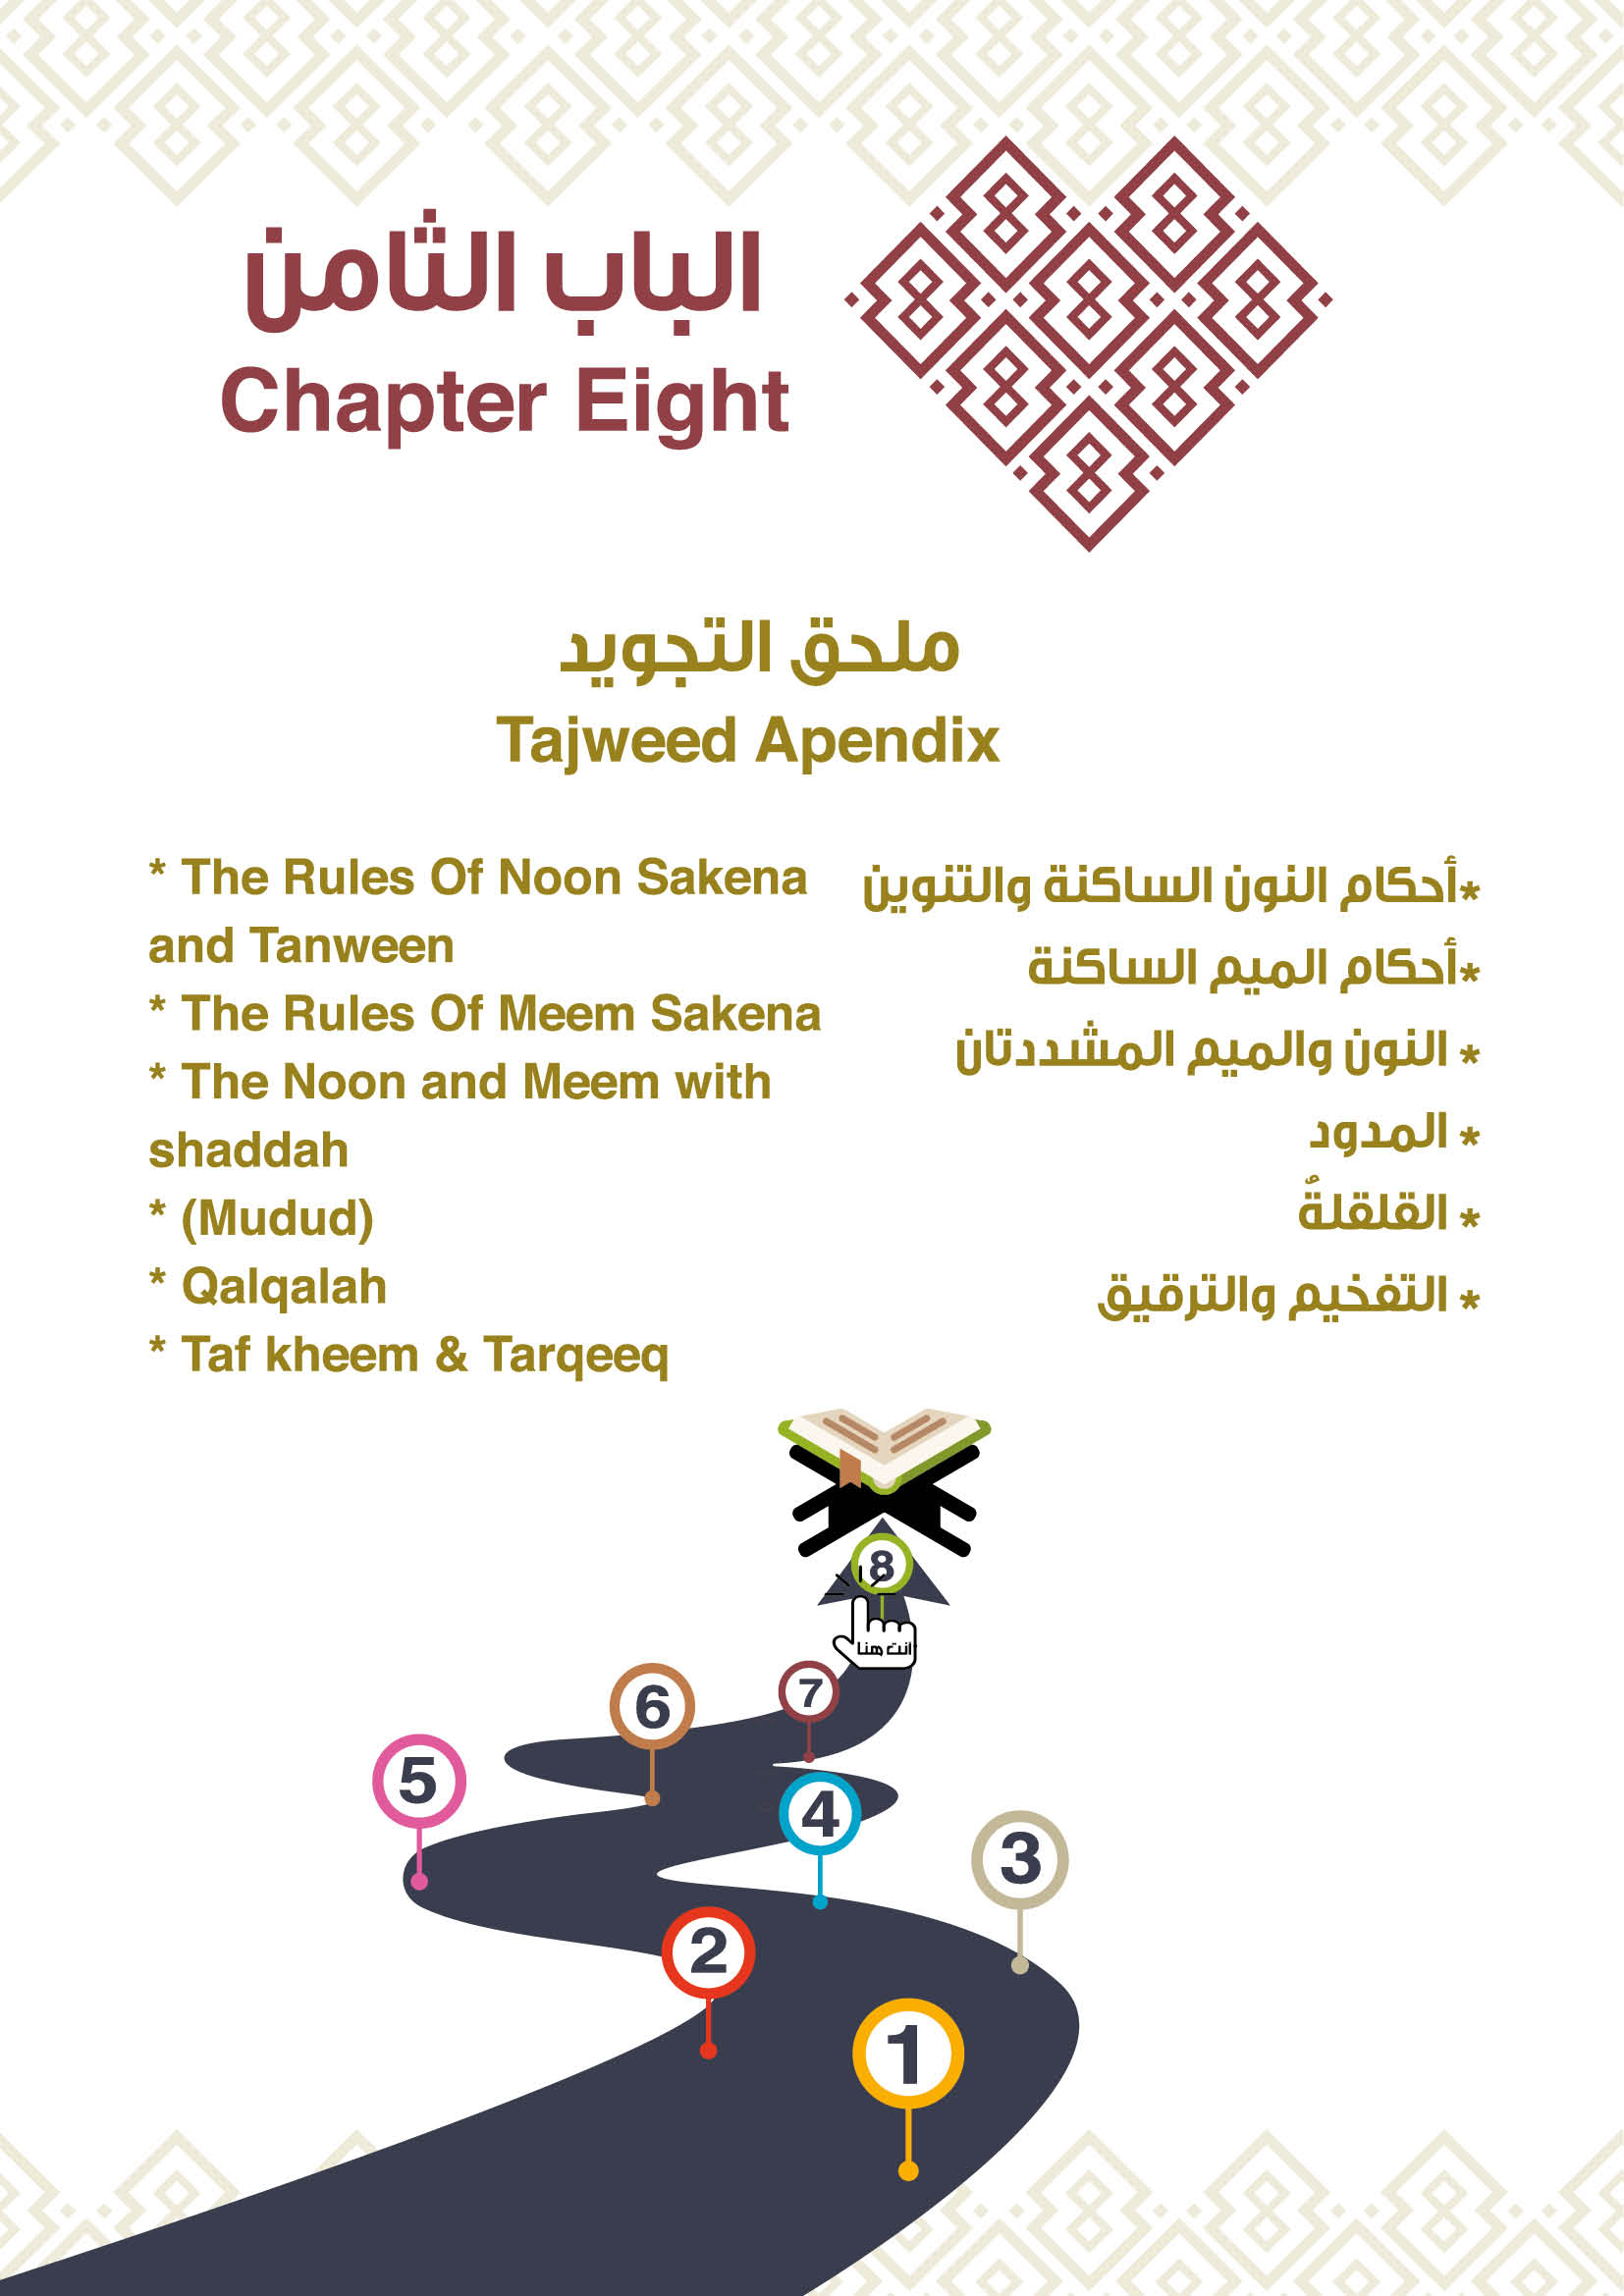 الباب الثامن
Chapter Eight
ملحق التجويد
Tajweed Apendix
* The Rules Of Noon Sakena
and Tanween
* The Rules Of Meem Sakena
* The Noon and Meem with
shaddah
* (Mudud)
* Qalqalah
* Taf kheem & Tarqeeq
*أحكام النون الساكنة والتنوين
*أحكام الميم الساكنة
* النون والميم المشددتان
* المدود
* القلقلةُ
* التفخيم والترقيق
8
انت هنا
7
6
5
4
3
2
1